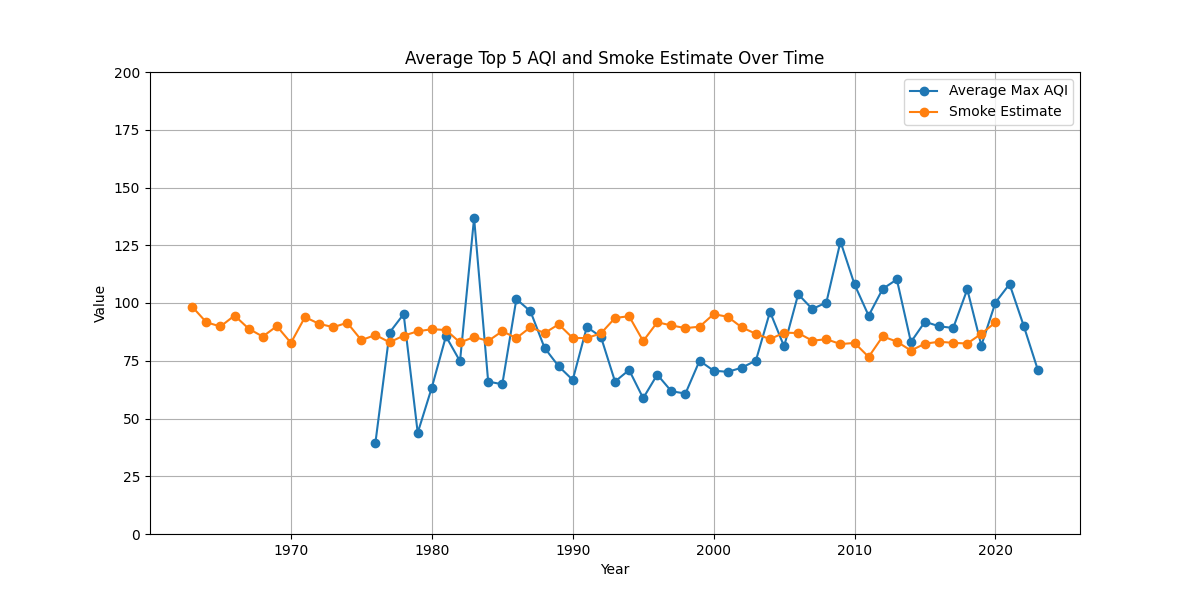 Average Top 5 AQI and Smoke Estimate Over Time
200
175
150
125
100
75
50
25
0
Value
Average Max AQI
Smoke Estimate
1970 1980 1990 2000 2010 2020
Year